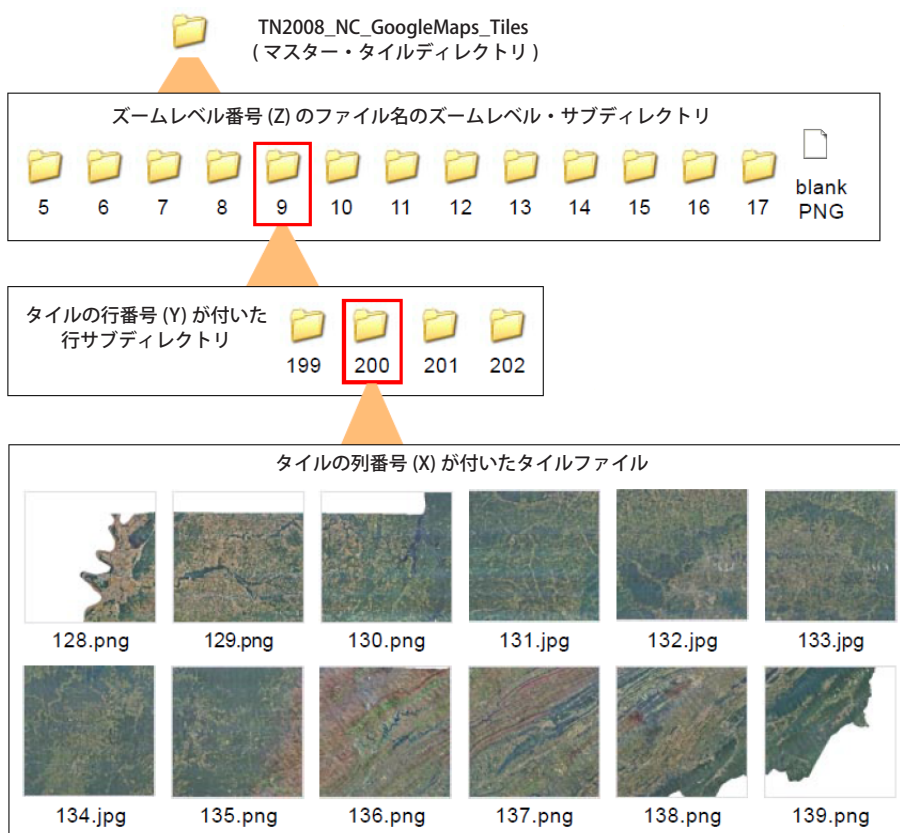 TN2008_NC_GoogleMaps_Tiles
( マスター・タイルディレクトリ )
ズームレベル番号 (Z) のファイル名のズームレベル・サブディレクトリ
5 6 7 8 9 10 11 12 13 14 15 16 17 blank PNG
タイルの行番号 (Y) が付いた
行サブディレクトリ
199 200 201 202
タイルの列番号 (X) が付いたタイルファイル
128.png 129.png 130.png 131.jpg 132.jpg 133.jpg
134.jpg 135.png 136.png 137.png 138.png 139.png